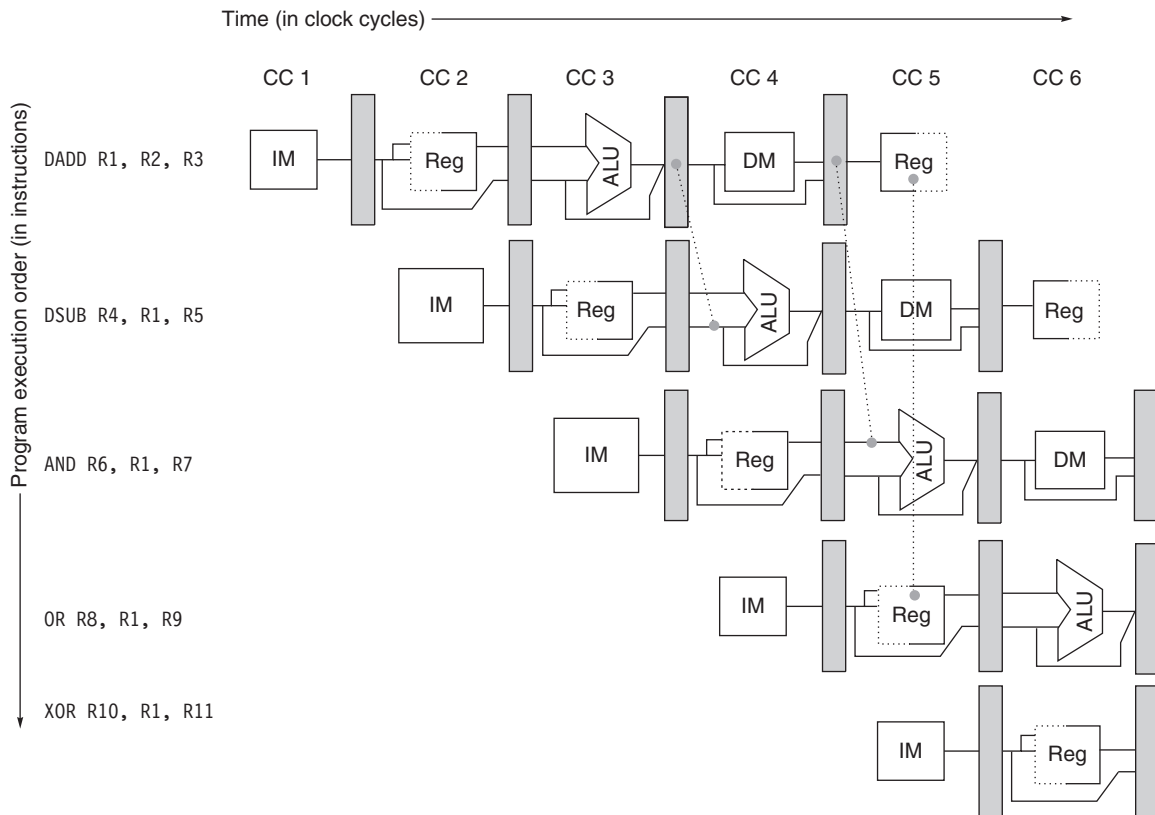 Time (in clock cycles)
CC 1 CC 2 CC 3 CC 4 CC 5 CC 6
Program execution order (in instructions)
DADD R1, R2, R3
IM Reg ALU DM Reg
DSUB R4, R1, R5
IM Reg ALU DM Reg
AND R6, R1, R7
IM Reg ALU DM
OR R8, R1, R9
IM Reg ALU
XOR R10, R1, R11
IM Reg